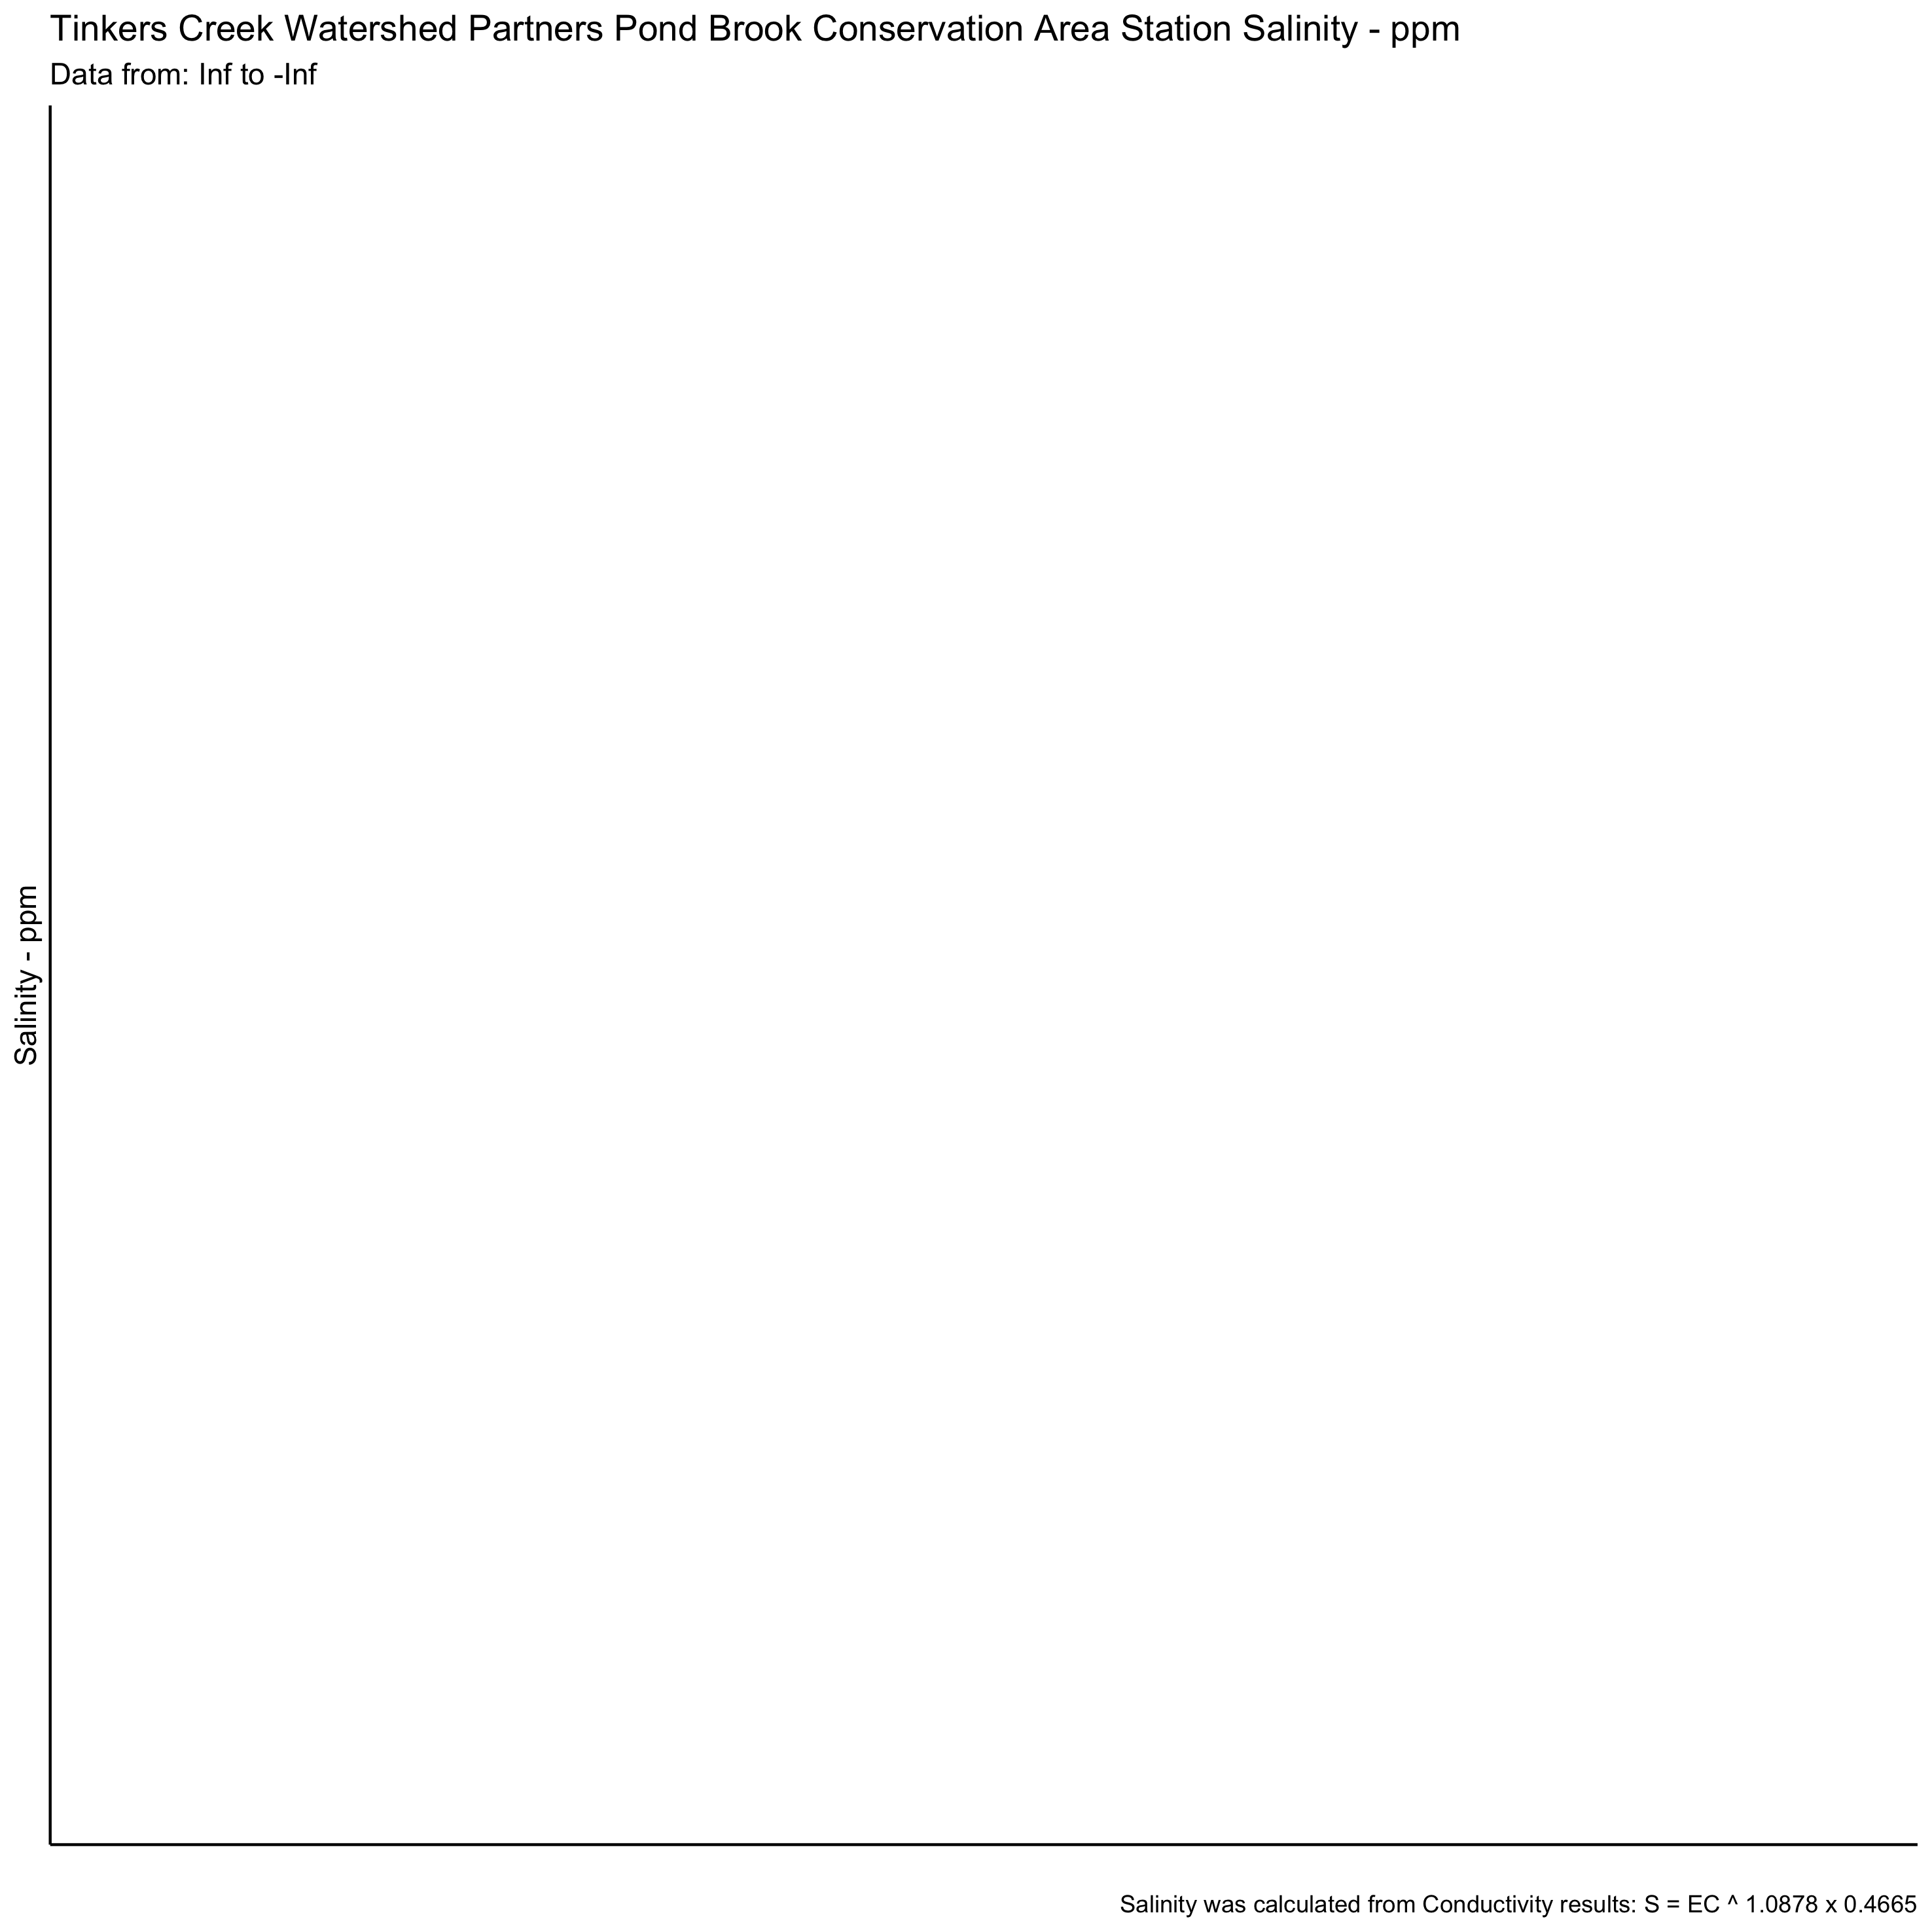 Tinkers Creek Watershed Partners Pond Brook Conservation Area Station Salinity - ppm
Data from: Inf to -Inf
Salinity - ppm
Salinity was calculated from Conductivity results: S = EC ^ 1.0878 x 0.4665